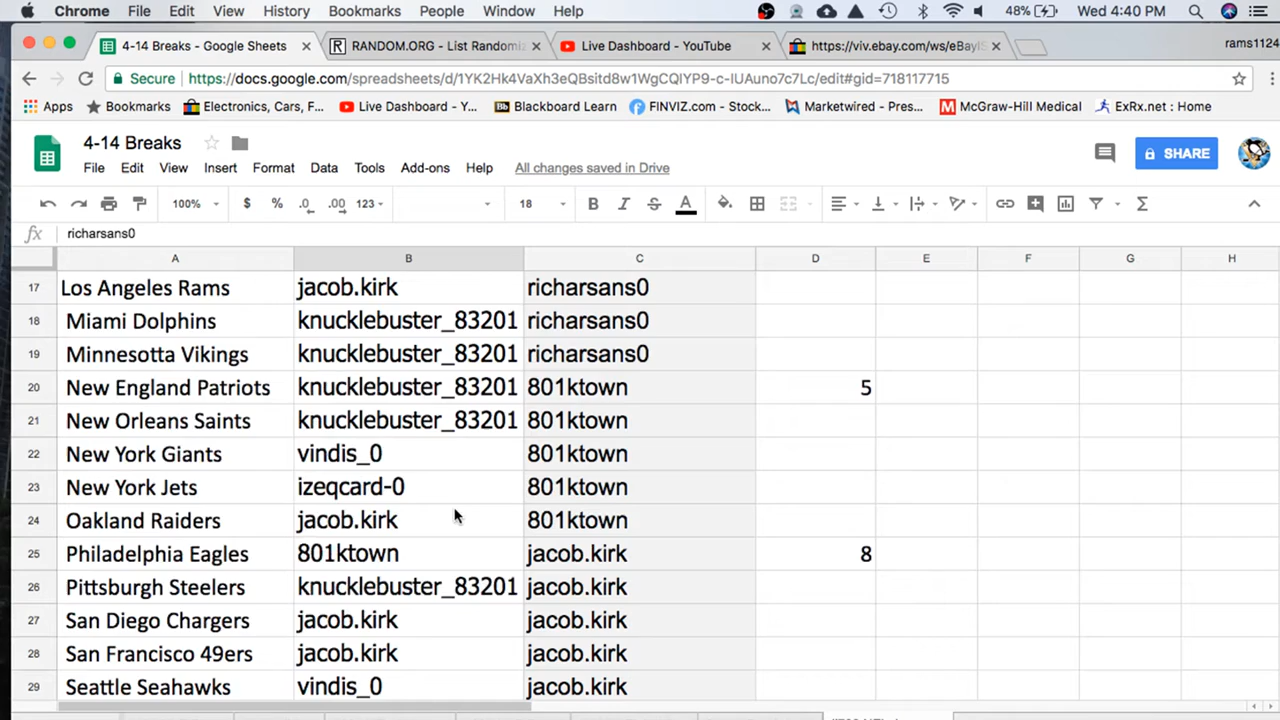 Chrome File Edit View History Bookmarks People Window Help 48% Wed 4:40 PM
4-14 Breaks - Google Sheets × RANDOM.ORG - List Randomiz × Live Dashboard - YouTube × https://viv.ebay.com/ws/eBayIS × rams1124
Secure https://docs.google.com/spreadsheets/d/1YK2Hk4VaXh3eQBsitd8w1WgCQlYP9-c-IUAuno7c7Lc/edit#gid=718117715
Apps Bookmarks Electronics, Cars, F... Live Dashboard - Y... Bb Blackboard Learn FINVIZ.com - Stock... Marketwired - Pres... M McGraw-Hill Medical ExRx.net : Home
4-14 Breaks SHARE
File Edit View Insert Format Data Tools Add-ons Help All changes saved in Drive
100% $ % .0 .00 123 18 B I S A Σ
fx richarsans0
A B C D E F G H
17 Los Angeles Rams jacob.kirk richarsans0
18 Miami Dolphins knucklebuster_83201 richarsans0
19 Minnesotta Vikings knucklebuster_83201 richarsans0
20 New England Patriots knucklebuster_83201 801ktown 5
21 New Orleans Saints knucklebuster_83201 801ktown
22 New York Giants vindis_0 801ktown
23 New York Jets izeqcard-0 801ktown
24 Oakland Raiders jacob.kirk 801ktown
25 Philadelphia Eagles 801ktown jacob.kirk 8
26 Pittsburgh Steelers knucklebuster_83201 jacob.kirk
27 San Diego Chargers jacob.kirk jacob.kirk
28 San Francisco 49ers jacob.kirk jacob.kirk
29 Seattle Seahawks vindis_0 jacob.kirk